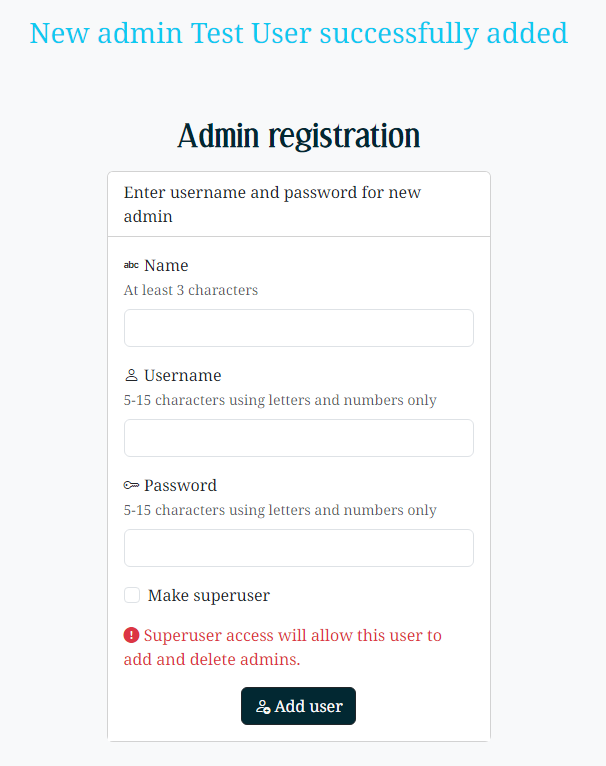 New admin Test User successfully added
Admin registration
Enter username and password for new
admin
abc Name
At least 3 characters
Username
5-15 characters using letters and numbers only
Password
5-15 characters using letters and numbers only
Make superuser
Superuser access will allow this user to
add and delete admins.
Add user